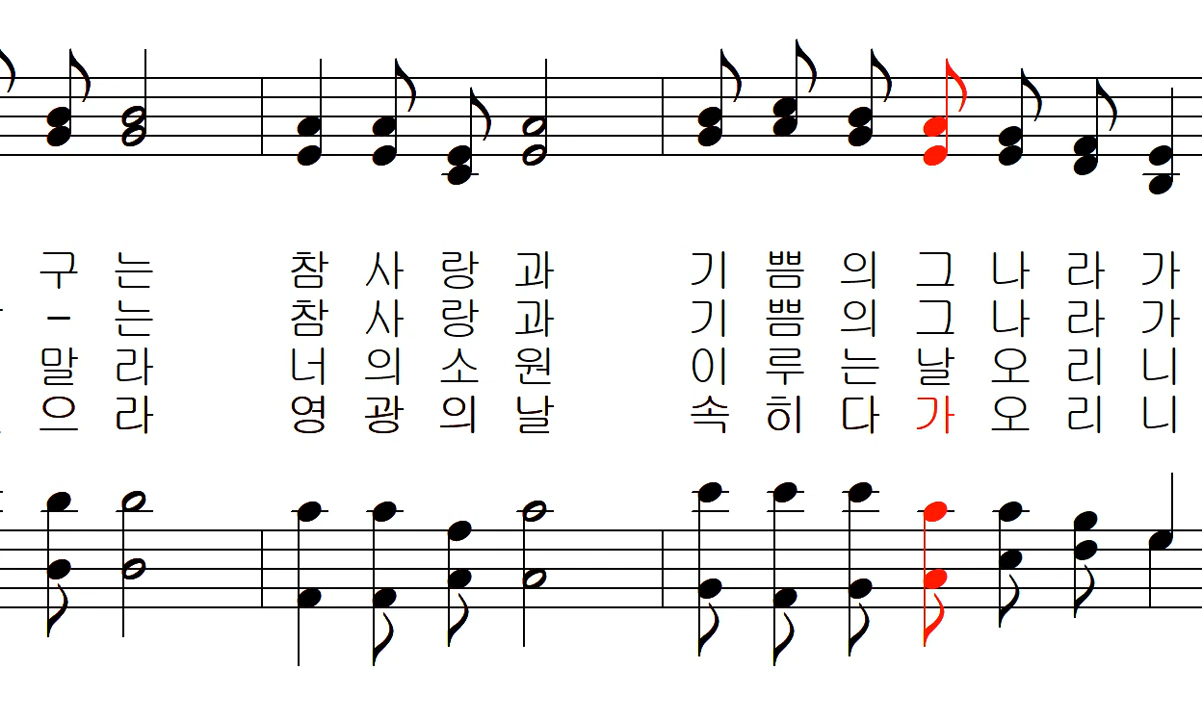 구 는 참 사 랑 과 기 쁨 의 그 나 라 가
- 는 참 사 랑 과 기 쁨 의 그 나 라 가
말 라 너 의 소 원 이 루 는 날 오 리 니
으 라 영 광 의 날 속 히 다 가 오 리 니